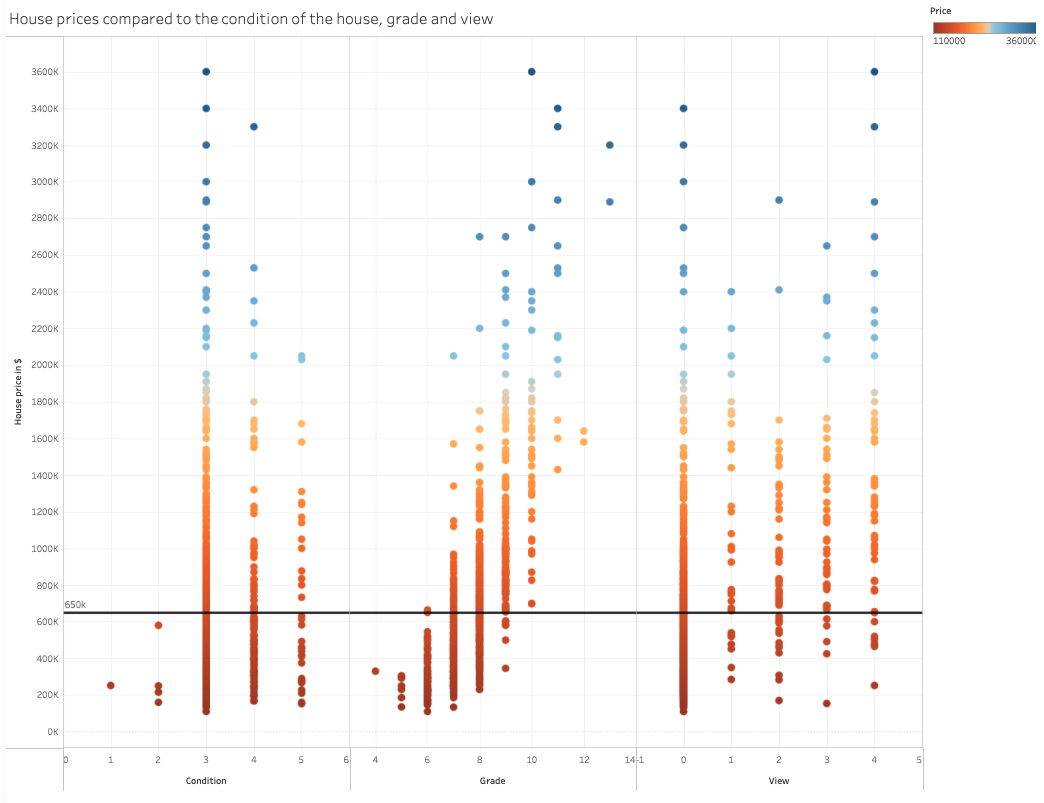 House prices compared to the condition of the house, grade and view
Price
110000 360000
3600K
3400K
3200K
3000K
2800K
2600K
2400K
2200K
2000K
1800K
1600K
1400K
1200K
1000K
800K
650k
600K
400K
200K
0K
House price in $
0 1 2 3 4 5 6 4 6 8 10 12 14 -1 0 1 2 3 4 5
Condition Grade View